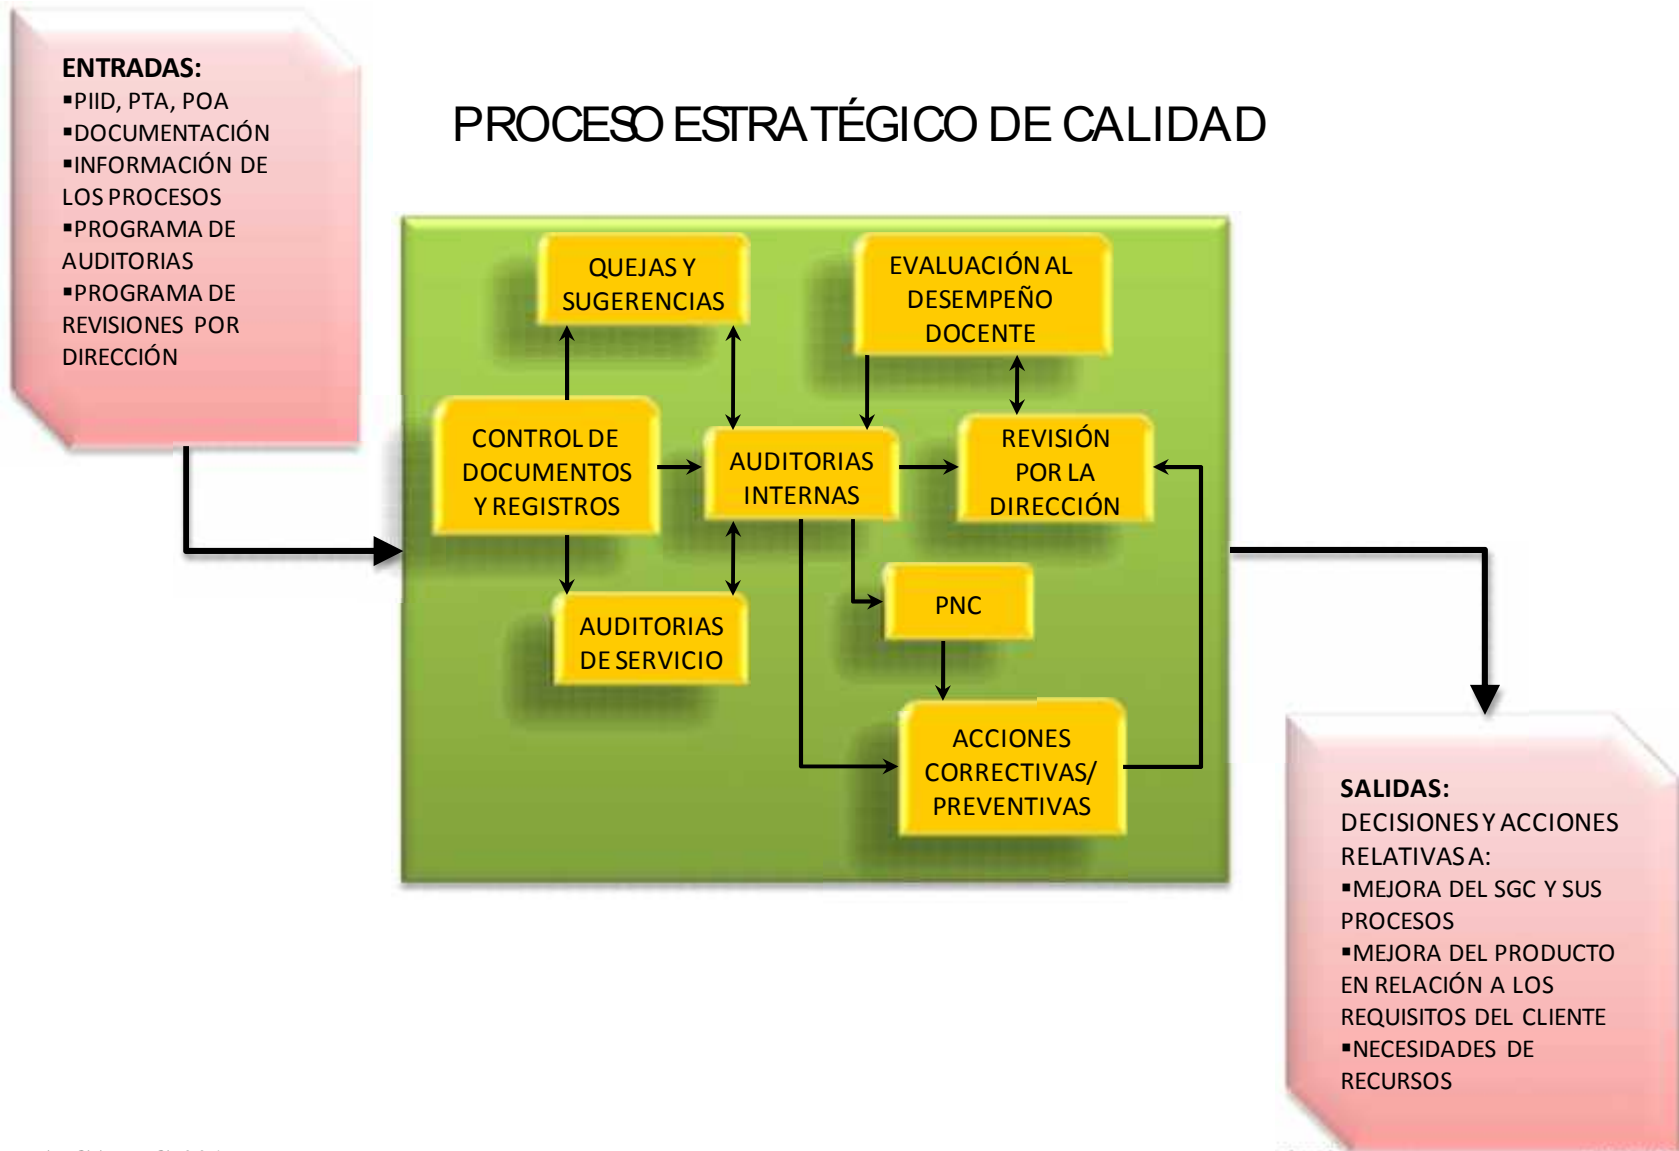 ENTRADAS:
▪PIID, PTA, POA
▪DOCUMENTACIÓN
▪INFORMACIÓN DE
LOS PROCESOS
▪PROGRAMA DE
AUDITORIAS
▪PROGRAMA DE
REVISIONES POR
DIRECCIÓN
PROCESO ESTRATÉGICO DE CALIDAD
QUEJAS Y
SUGERENCIAS
EVALUACIÓN AL
DESEMPEÑO
DOCENTE
CONTROL DE
DOCUMENTOS
Y REGISTROS
AUDITORIAS
INTERNAS
REVISIÓN
POR LA
DIRECCIÓN
AUDITORIAS
DE SERVICIO
PNC
ACCIONES
CORRECTIVAS/
PREVENTIVAS
SALIDAS:
DECISIONES Y ACCIONES
RELATIVAS A:
▪MEJORA DEL SGC Y SUS
PROCESOS
▪MEJORA DEL PRODUCTO
EN RELACIÓN A LOS
REQUISITOS DEL CLIENTE
▪NECESIDADES DE
RECURSOS